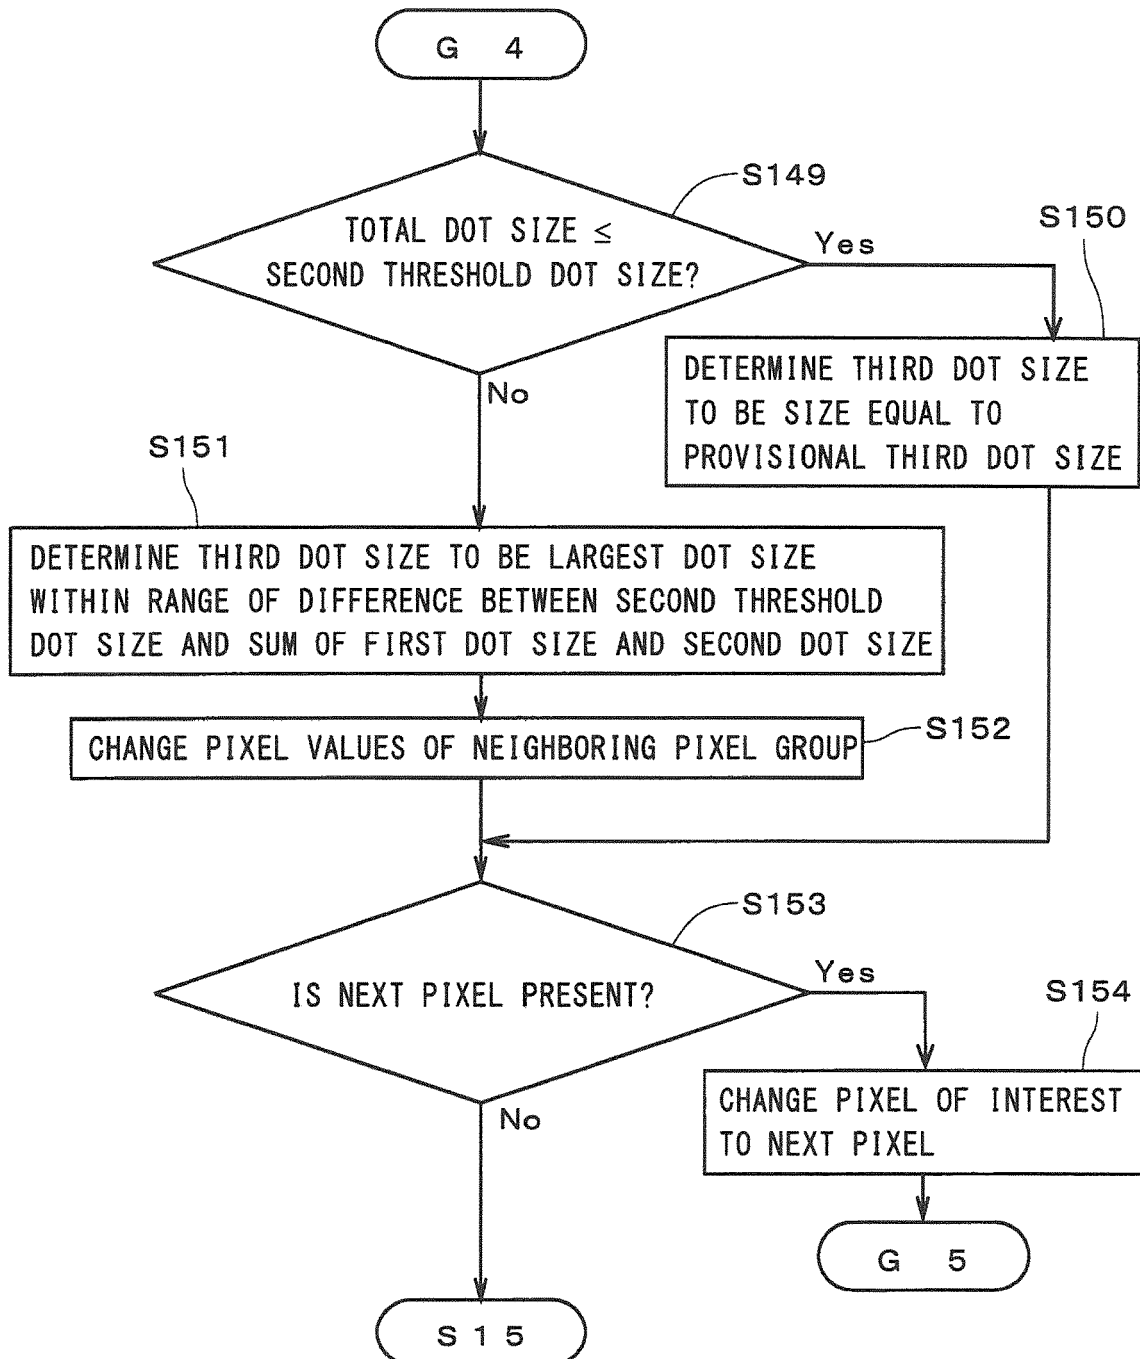 G 4
S149
TOTAL DOT SIZE ≤
SECOND THRESHOLD DOT SIZE?
Yes
S150
DETERMINE THIRD DOT SIZE
TO BE SIZE EQUAL TO
PROVISIONAL THIRD DOT SIZE
No
S151
DETERMINE THIRD DOT SIZE TO BE LARGEST DOT SIZE
WITHIN RANGE OF DIFFERENCE BETWEEN SECOND THRESHOLD
DOT SIZE AND SUM OF FIRST DOT SIZE AND SECOND DOT SIZE
CHANGE PIXEL VALUES OF NEIGHBORING PIXEL GROUP
S152
S153
IS NEXT PIXEL PRESENT?
Yes
S154
CHANGE PIXEL OF INTEREST
TO NEXT PIXEL
No
G 5
S15